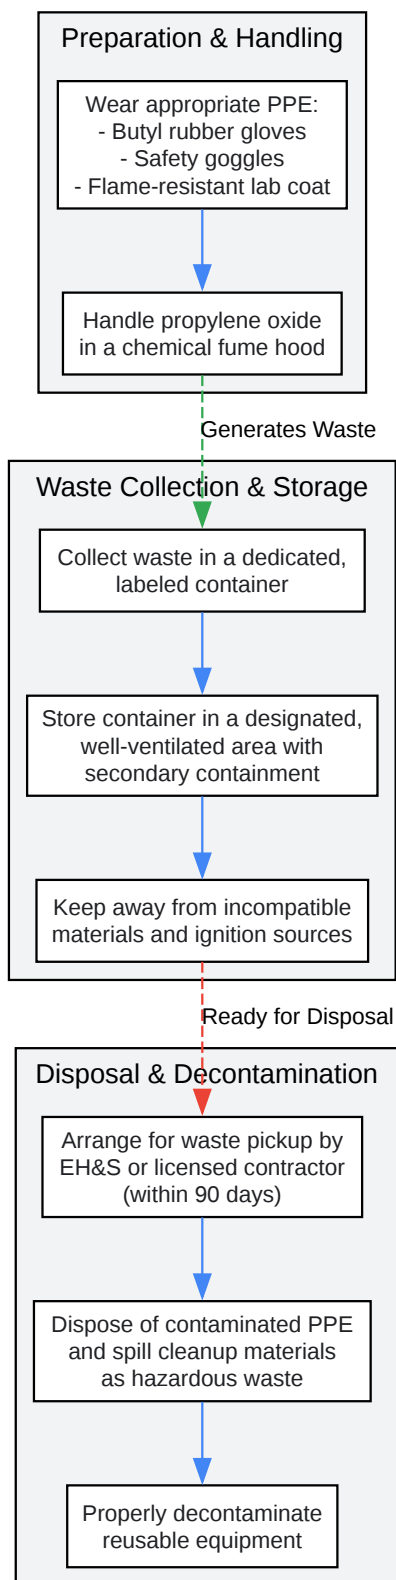 Preparation & Handling
Wear appropriate PPE:
- Butyl rubber gloves
- Safety goggles
- Flame-resistant lab coat
Handle propylene oxide
in a chemical fume hood
Generates Waste
Waste Collection & Storage
Collect waste in a dedicated,
labeled container
Store container in a designated,
well-ventilated area with
secondary containment
Keep away from incompatible
materials and ignition sources
Ready for Disposal
Disposal & Decontamination
Arrange for waste pickup by
EH&S or licensed contractor
(within 90 days)
Dispose of contaminated PPE
and spill cleanup materials
as hazardous waste
Properly decontaminate
reusable equipment